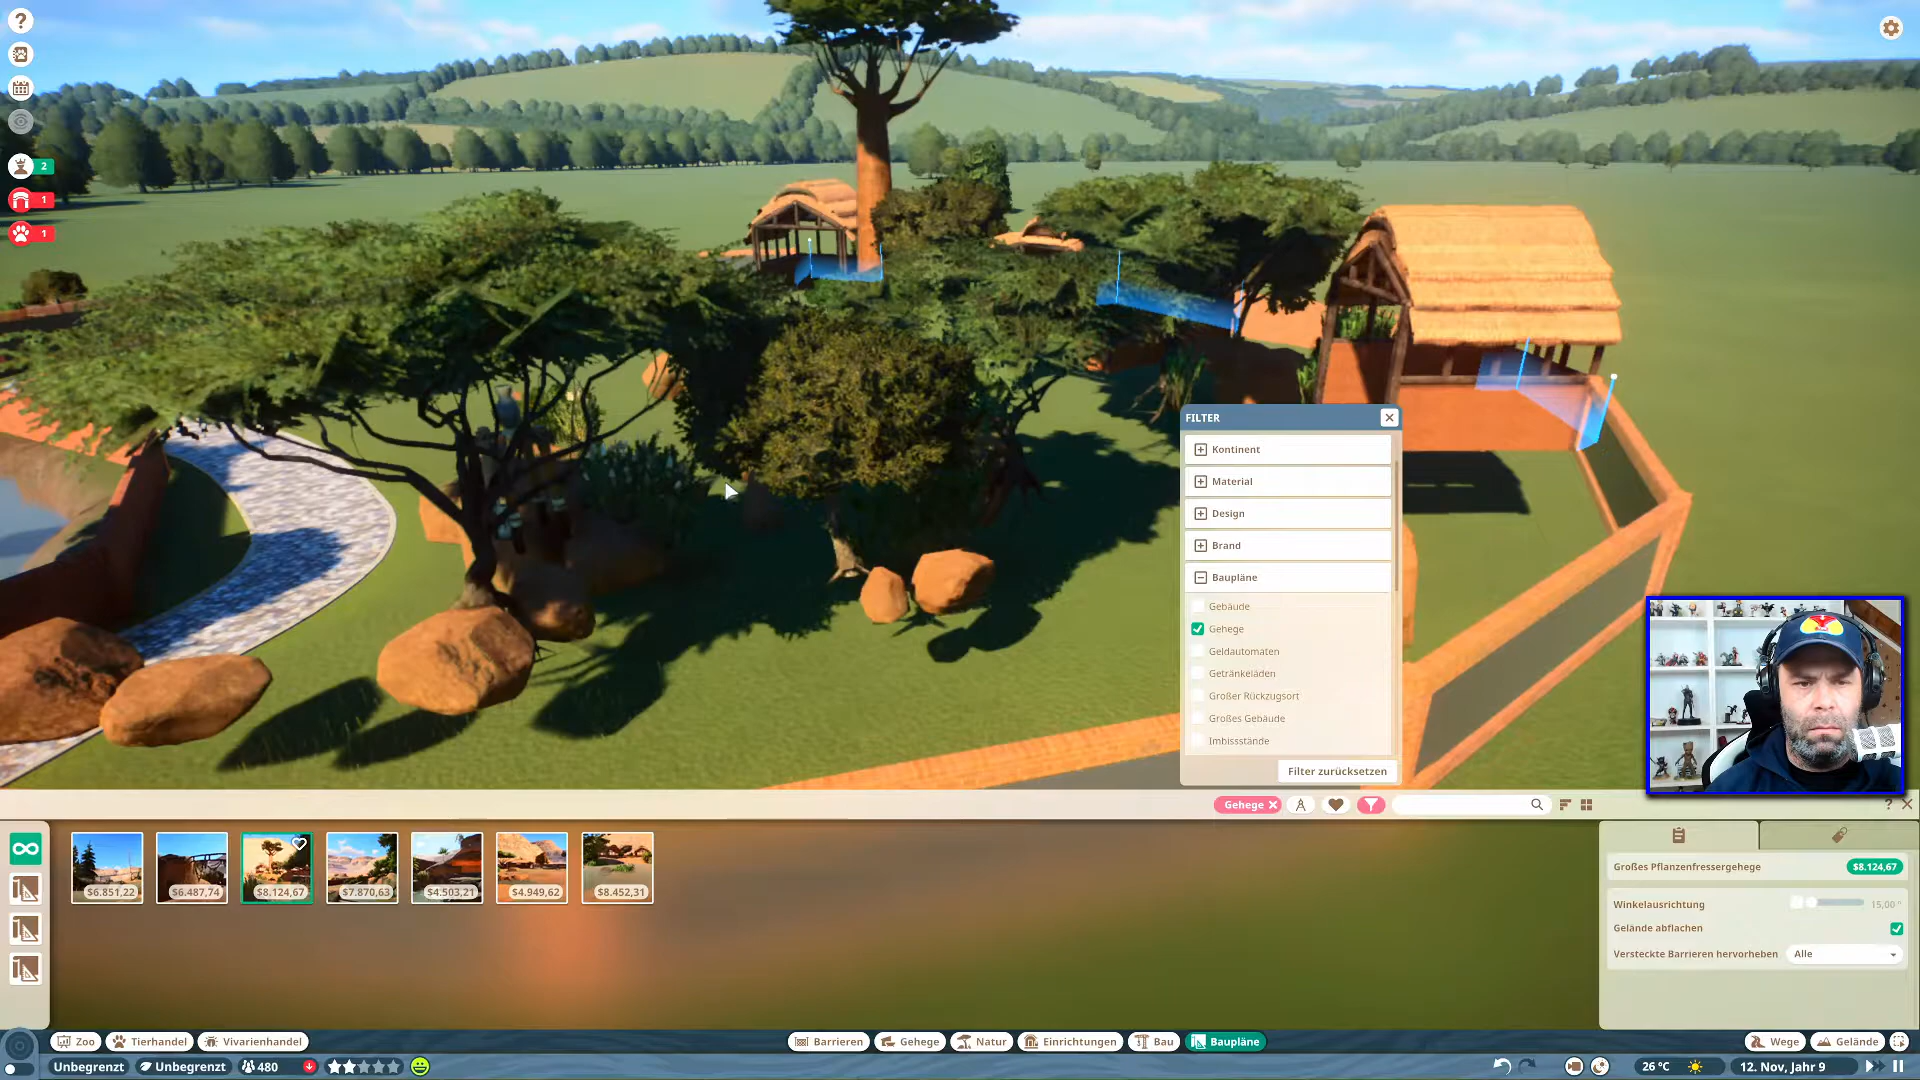 ?
2
1
1
FILTER
Kontinent
Material
Design
Brand
Baupläne
Gebäude
Gehege
Geldautomaten
Getränkeläden
Großer Rückzugsort
Großes Gebäude
Imbissstände
Filter zurücksetzen
Gehege
?
$6.851,22
$6.487,74
$8.124,67
$7.870,63
$4.503,21
$4.949,62
$8.452,31
Großes Pflanzenfressergehege
$8.124,67
Winkelausrichtung
15,00 °
Gelände abflachen
Versteckte Barrieren hervorheben
Alle
Zoo
Tierhandel
Vivarienhandel
Barrieren
Gehege
Natur
Einrichtungen
Bau
Baupläne
Wege
Gelände
Unbegrenzt
Unbegrenzt
480
26 °C
12. Nov, Jahr 9